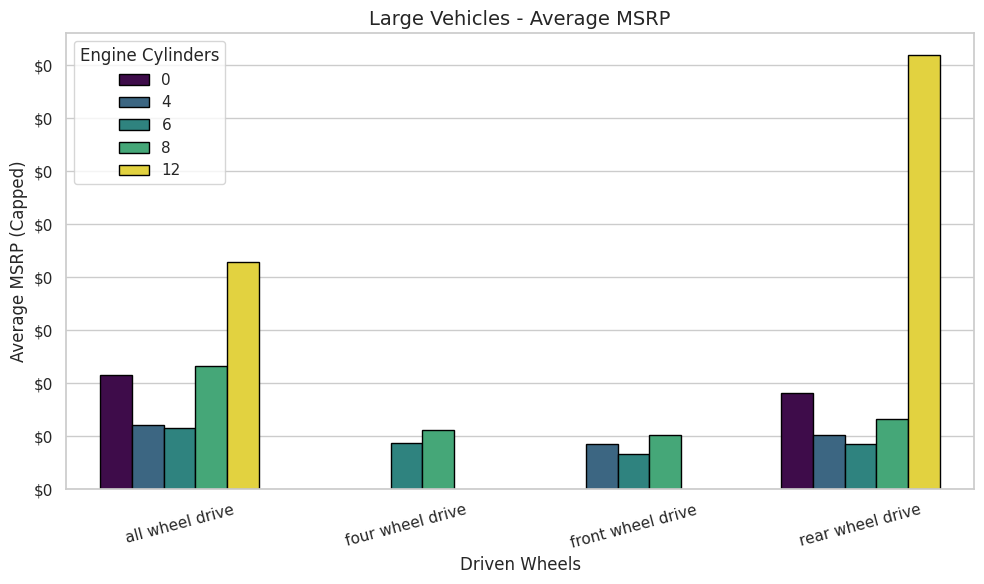 Large Vehicles - Average MSRP
Engine Cylinders
0
4
6
8
12
Average MSRP (Capped)
$0
$0
$0
$0
$0
$0
$0
$0
$0
all wheel drive
four wheel drive
front wheel drive
rear wheel drive
Driven Wheels